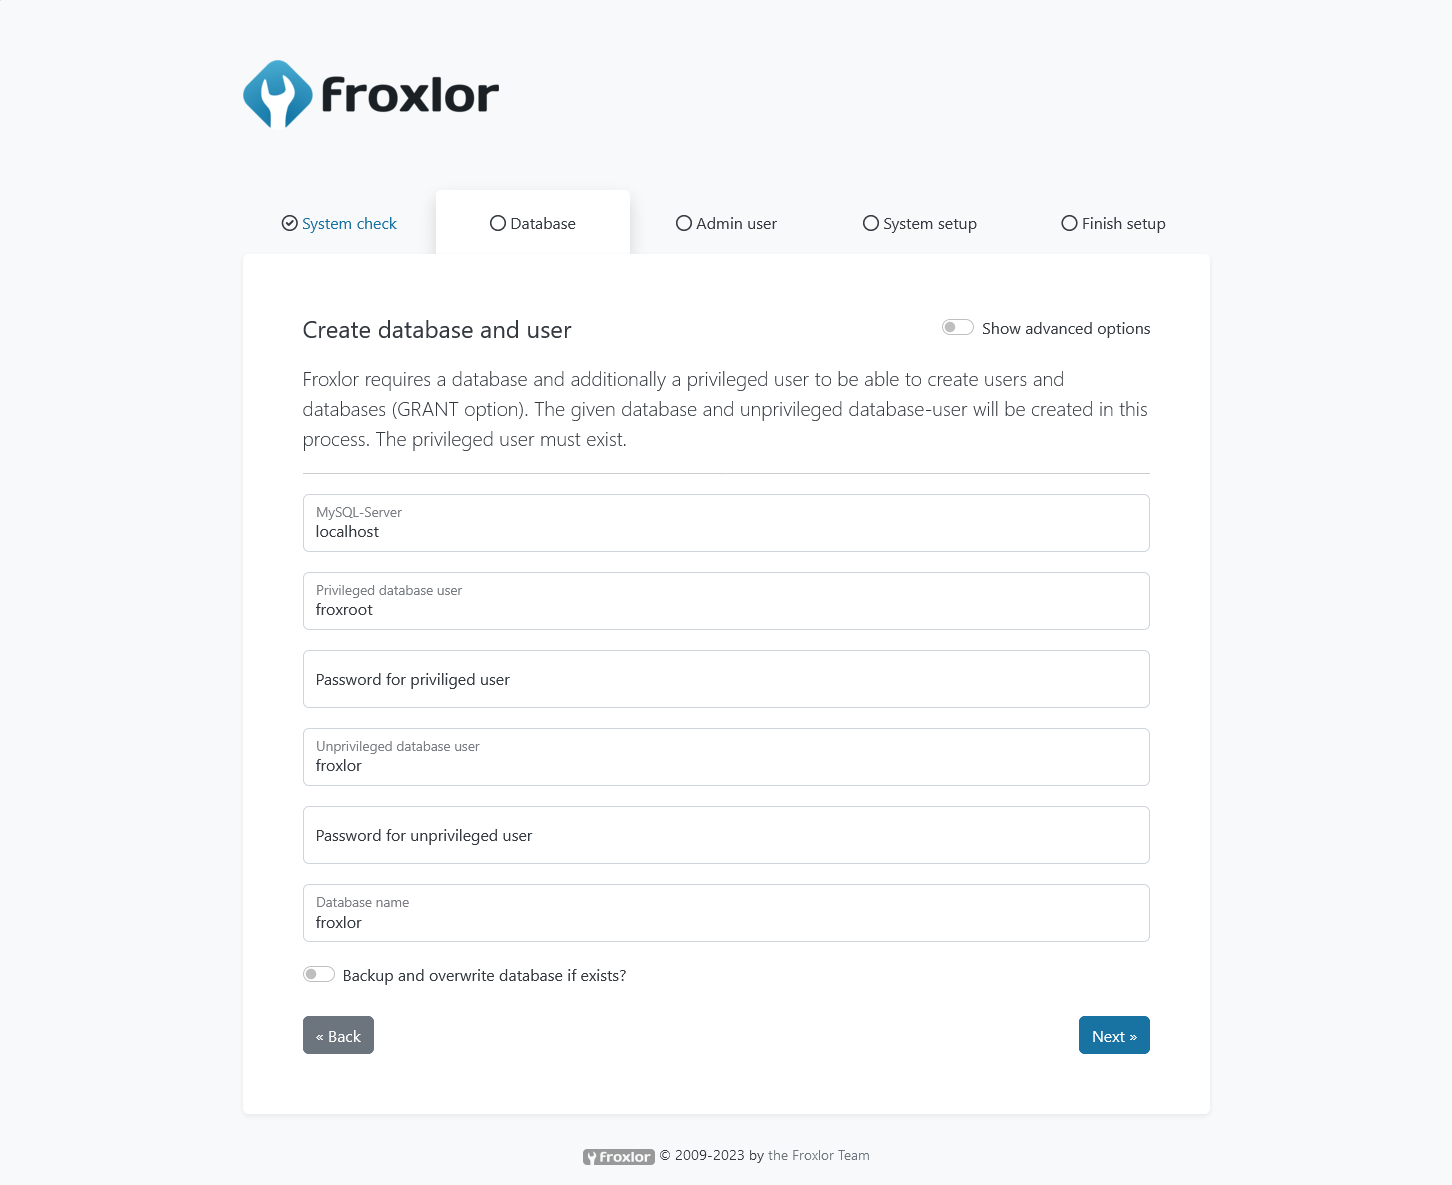 froxlor
System check
Database
Admin user
System setup
Finish setup
Create database and user
Show advanced options
Froxlor requires a database and additionally a privileged user to be able to create users and
databases (GRANT option). The given database and unprivileged database-user will be created in this
process. The privileged user must exist.
MySQL-Server
localhost
Privileged database user
froxroot
Password for priviliged user
Unprivileged database user
froxlor
Password for unprivileged user
Database name
froxlor
Backup and overwrite database if exists?
« Back
Next »
froxlor © 2009-2023 by the Froxlor Team